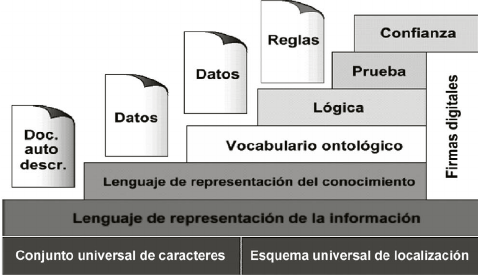 Reglas
Confianza
Datos
Prueba
Datos
Lógica
Doc.
auto
descr.
Vocabulario ontológico
Firmas digitales
Lenguaje de representación del conocimiento
Lenguaje de representación de la información
Conjunto universal de caracteres
Esquema universal de localización